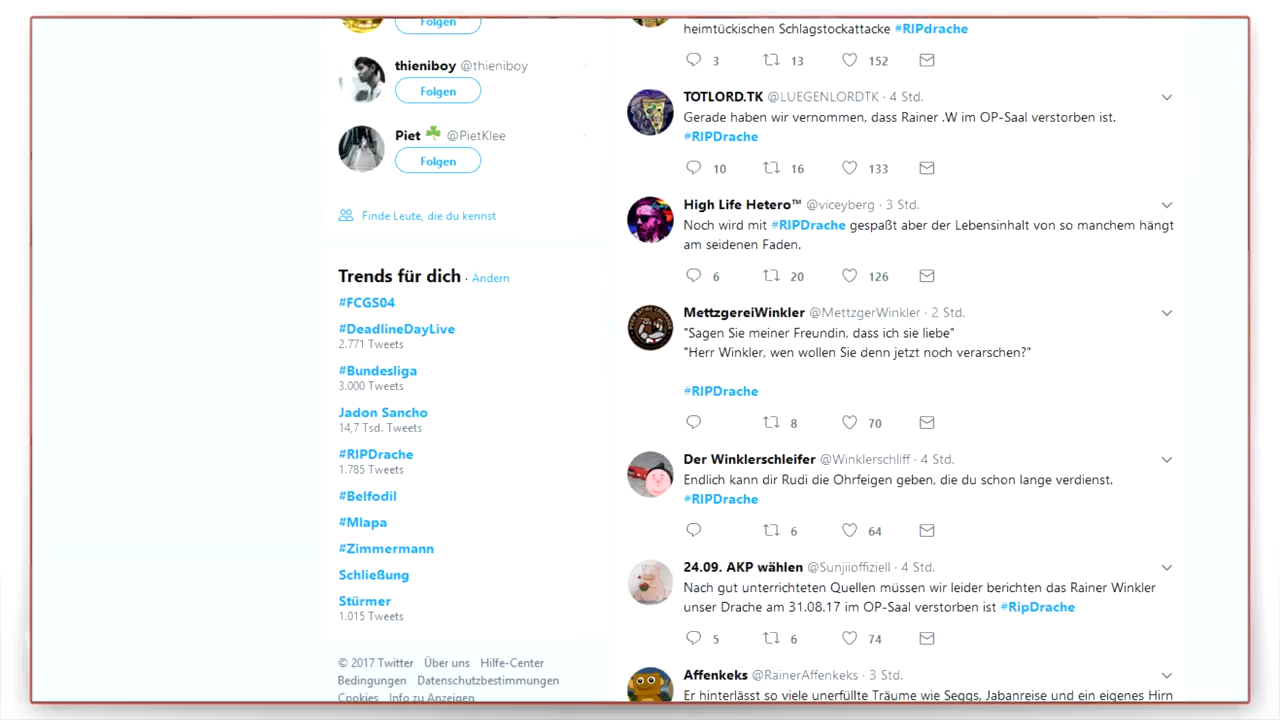 Folgen
thieniboy @thieniboy
Folgen
Piet ☘ @PietKlee
Folgen
Finde Leute, die du kennst
Trends für dich · Ändern
#FCGS04
#DeadlineDayLive
2.771 Tweets
#Bundesliga
3.000 Tweets
Jadon Sancho
14,7 Tsd. Tweets
#RIPDrache
1.785 Tweets
#Belfodil
#Mlapa
#Zimmermann
Schließung
Stürmer
1.015 Tweets
© 2017 Twitter Über uns Hilfe-Center
Bedingungen Datenschutzbestimmungen
Cookies Info zu Anzeigen
heimtückischen Schlagstockattacke #RIPdrache
3 13 152
TOTLORD.TK @LUEGENLORDTK · 4 Std.
Gerade haben wir vernommen, dass Rainer .W im OP-Saal verstorben ist.
#RIPDrache
10 16 133
High Life Hetero™ @viceyberg · 3 Std.
Noch wird mit #RIPDrache gespaßt aber der Lebensinhalt von so manchem hängt
am seidenen Faden.
6 20 126
MettzgereiWinkler @MettzgerWinkler · 2 Std.
"Sagen Sie meiner Freundin, dass ich sie liebe"
"Herr Winkler, wen wollen Sie denn jetzt noch verarschen?"
#RIPDrache
8 70
Der Winklerschleifer @Winklerschliff · 4 Std.
Endlich kann dir Rudi die Ohrfeigen geben, die du schon lange verdienst.
#RIPDrache
6 64
24.09. AKP wählen @Sunjiioffiziell · 4 Std.
Nach gut unterrichteten Quellen müssen wir leider berichten das Rainer Winkler
unser Drache am 31.08.17 im OP-Saal verstorben ist #RipDrache
5 6 74
Affenkeks @RainerAffenkeks · 3 Std.
Er hinterlässt so viele unerfüllte Träume wie Seggs, Jabanreise und ein eigenes Hirn